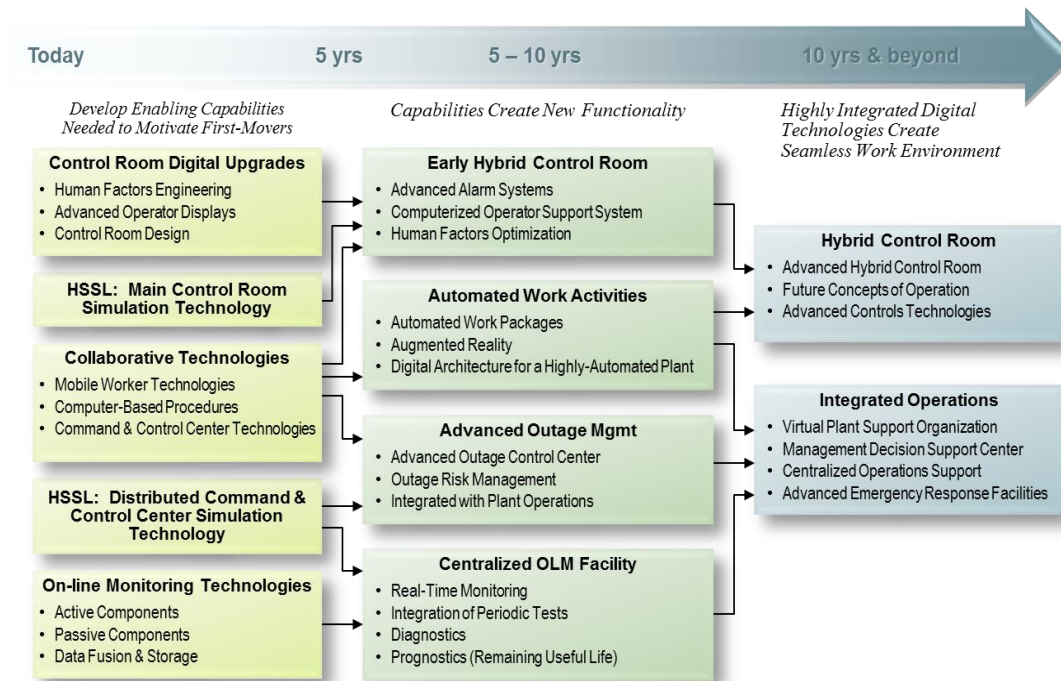 Today
5 yrs
5 – 10 yrs
10 yrs & beyond
Develop Enabling Capabilities
Needed to Motivate First-Movers
Capabilities Create New Functionality
Highly Integrated Digital
Technologies Create
Seamless Work Environment
Control Room Digital Upgrades
• Human Factors Engineering
• Advanced Operator Displays
• Control Room Design
HSSL: Main Control Room
Simulation Technology
Collaborative Technologies
• Mobile Worker Technologies
• Computer-Based Procedures
• Command & Control Center Technologies
HSSL: Distributed Command &
Control Center Simulation
Technology
On-line Monitoring Technologies
• Active Components
• Passive Components
• Data Fusion & Storage
Early Hybrid Control Room
• Advanced Alarm Systems
• Computerized Operator Support System
• Human Factors Optimization
Automated Work Activities
• Automated Work Packages
• Augmented Reality
• Digital Architecture for a Highly-Automated Plant
Advanced Outage Mgmt
• Advanced Outage Control Center
• Outage Risk Management
• Integrated with Plant Operations
Centralized OLM Facility
• Real-Time Monitoring
• Integration of Periodic Tests
• Diagnostics
• Prognostics (Remaining Useful Life)
Hybrid Control Room
• Advanced Hybrid Control Room
• Future Concepts of Operation
• Advanced Controls Technologies
Integrated Operations
• Virtual Plant Support Organization
• Management Decision Support Center
• Centralized Operations Support
• Advanced Emergency Response Facilities